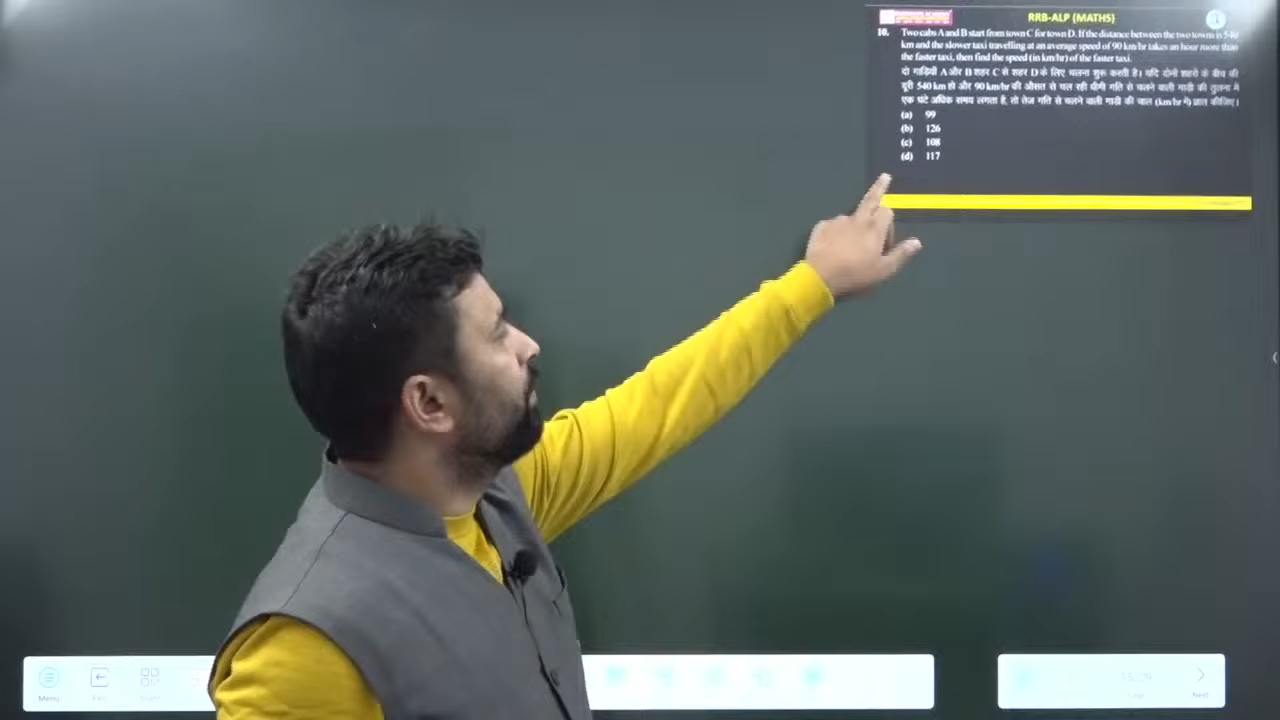 RRB-ALP (MATHS)
10. Two cabs A and B start from town C for town D. If the distance between the two towns is 540
km and the slower taxi travelling at an average speed of 90 km/hr takes an hour more than
the faster taxi, then find the speed (in km/hr) of the faster taxi.
दो गाड़ियाँ A और B शहर C से शहर D के लिए चलना शुरू करती है। यदि दोनों शहरो के बीच की
दूरी 540 km हो और 90 km/hr की औसत से चल रही धीमी गति से चलने वाली गाड़ी की तुलना में
एक घंटे अधिक समय लगता है, तो तेज गति से चलने वाली गाड़ी की चाल (km/hr में) ज्ञात कीजिए।
(a) 99
(b) 126
(c) 108
(d) 117
Menu
Next